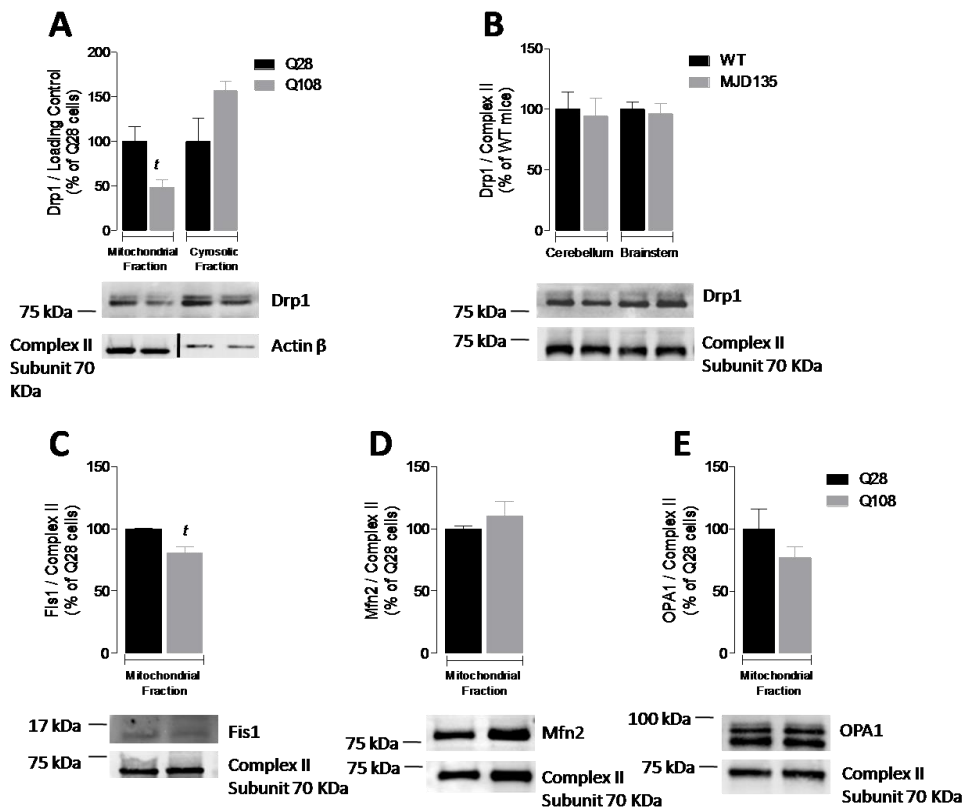 A
Drp1 / Loading Control
(% of Q28 cells)
200
150
100
50
0
t
Q28
Q108
Mitochondrial
Fraction
Cyrosolic
Fraction
75 kDa
Drp1
Complex II
Subunit 70
KDa
Actin β
B
Drp1 / Complex II
(% of WT mice)
150
100
50
0
WT
MJD135
Cerebellum
Brainstem
75 kDa
Drp1
75 kDa
Complex II
Subunit 70 KDa
C
Fis1 / Complex II
(% of Q28 cells)
150
100
50
0
t
Mitochondrial
Fraction
17 kDa
Fis1
75 kDa
Complex II
Subunit 70 KDa
D
Mfn2 / Complex II
(% of Q28 cells)
150
100
50
0
Mitochondrial
Fraction
75 kDa
Mfn2
75 kDa
Complex II
Subunit 70 KDa
E
OPA1 / Complex II
(% of Q28 cells)
150
100
50
0
Q28
Q108
Mitochondrial
Fraction
100 kDa
OPA1
75 kDa
Complex II
Subunit 70 KDa